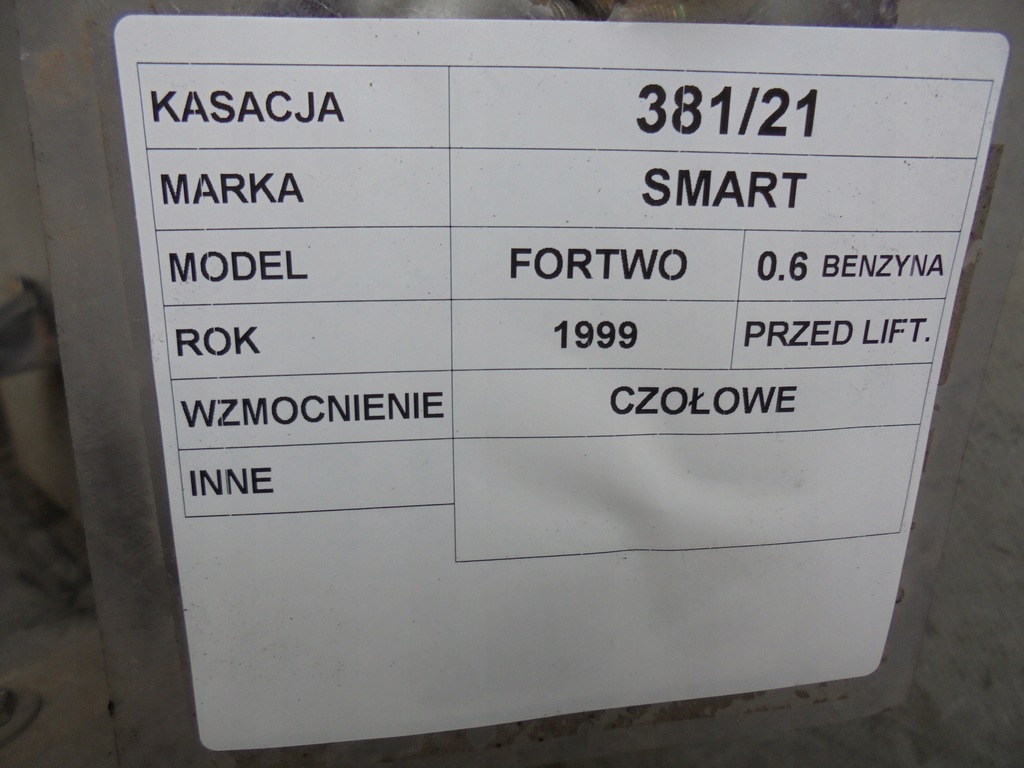 KASACJA 381/21
MARKA SMART
MODEL FORTWO 0.6 BENZYNA
ROK 1999 PRZED LIFT.
WZMOCNIENIE CZOŁOWE
INNE